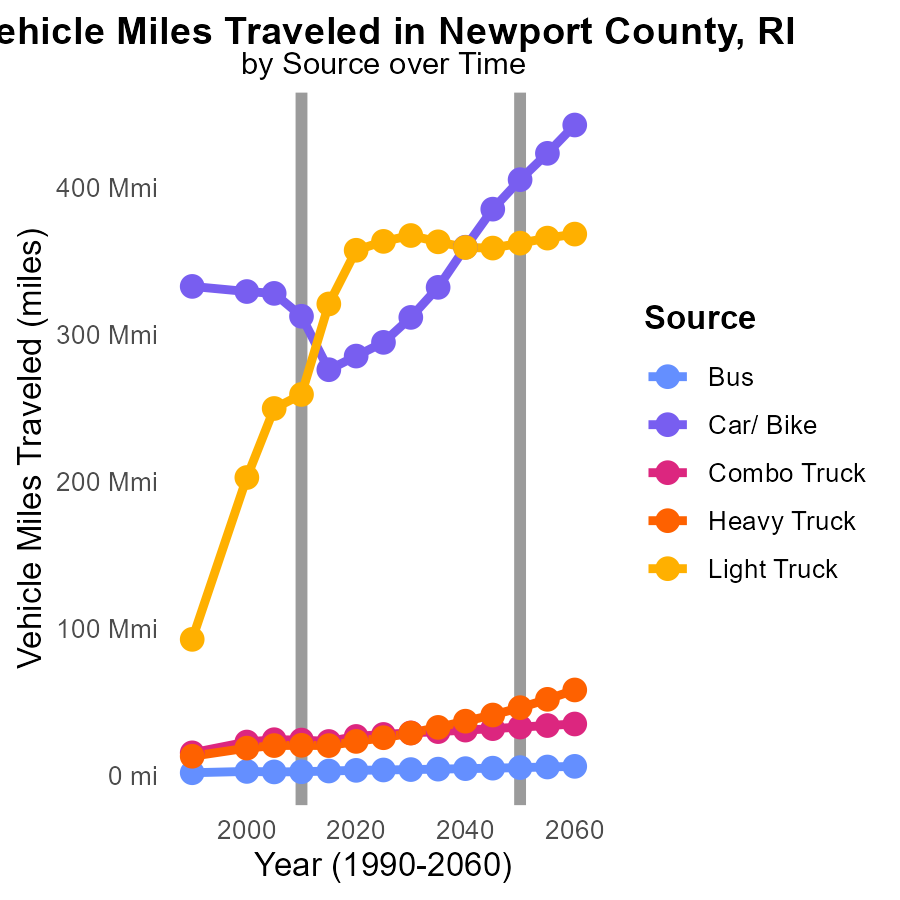 ehicle Miles Traveled in Newport County, RI
by Source over Time
Vehicle Miles Traveled (miles)
400 Mmi
300 Mmi
200 Mmi
100 Mmi
0 mi
2000 2020 2040 2060
Year (1990-2060)
Source
Bus
Car/ Bike
Combo Truck
Heavy Truck
Light Truck